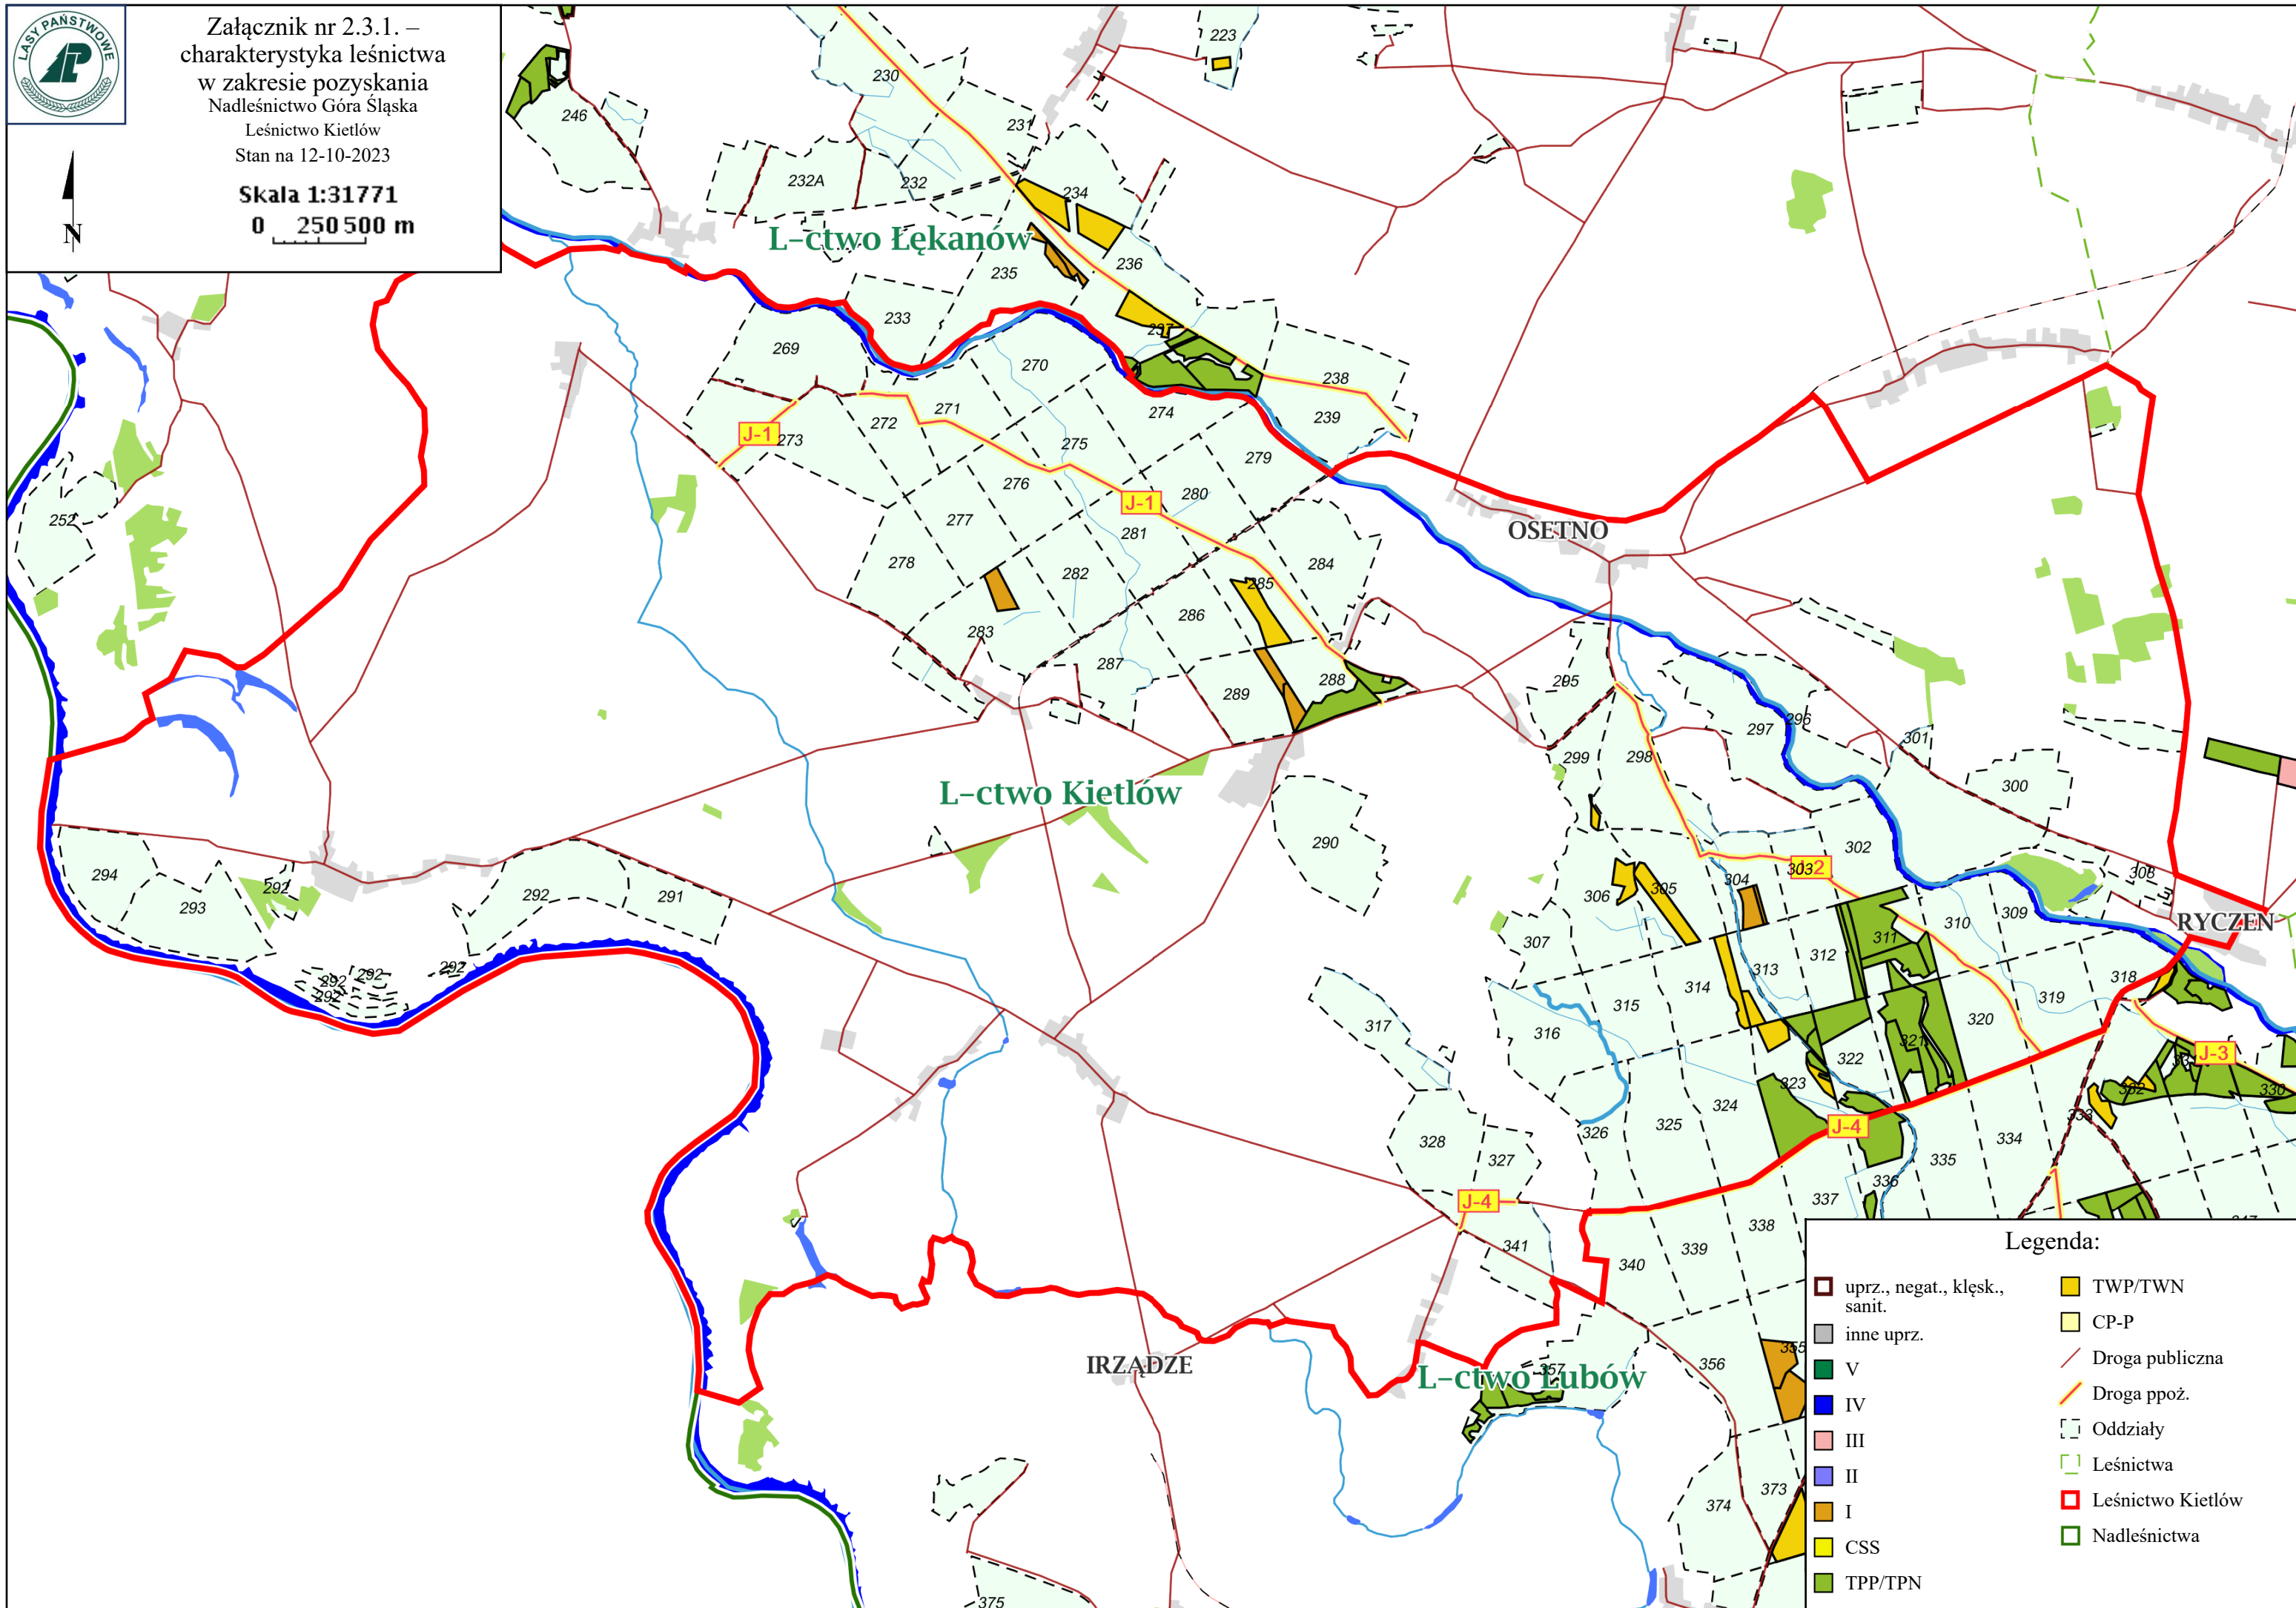 LASY PAŃSTWOWE
Załącznik nr 2.3.1. –
charakterystyka leśnictwa
w zakresie pozyskania
Nadleśnictwo Góra Śląska
Leśnictwo Kietlów
Stan na 12-10-2023
Skala 1:31771
0 250 500 m
N
223
230
246
231
232A
232
234
L-ctwo Łękanów
236
235
233
237
269
270
238
274
239
271
272
J-1
273
275
279
276
280
J-1
252
277
281
OSETNO
278
284
282
285
286
283
287
295
288
289
296
297
301
299
298
300
L-ctwo Kietlów
290
302
303
294
292
304
308
305
292
306
291
293
309
RYCZEN
310
311
307
312
292
313
292
318
292
314
319
315
317
320
316
321
J-3
322
323
332
330
324
333
325
J-4
326
334
328
335
327
336
J-4
337
338
341
339
340
355
356
IRZĄDZE
357
L-ctwo Lubów
373
374
375
Legenda:
uprz., negat., klęsk.,
sanit.
inne uprz.
V
IV
III
II
I
CSS
TPP/TPN
TWP/TWN
CP-P
Droga publiczna
Droga ppoż.
Oddziały
Leśnictwa
Leśnictwo Kietlów
Nadleśnictwa